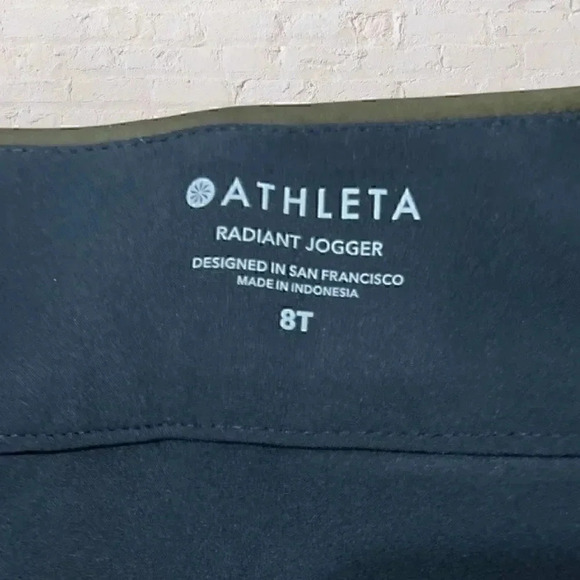 ATHLETA
RADIANT JOGGER
DESIGNED IN SAN FRANCISCO
MADE IN INDONESIA
8T